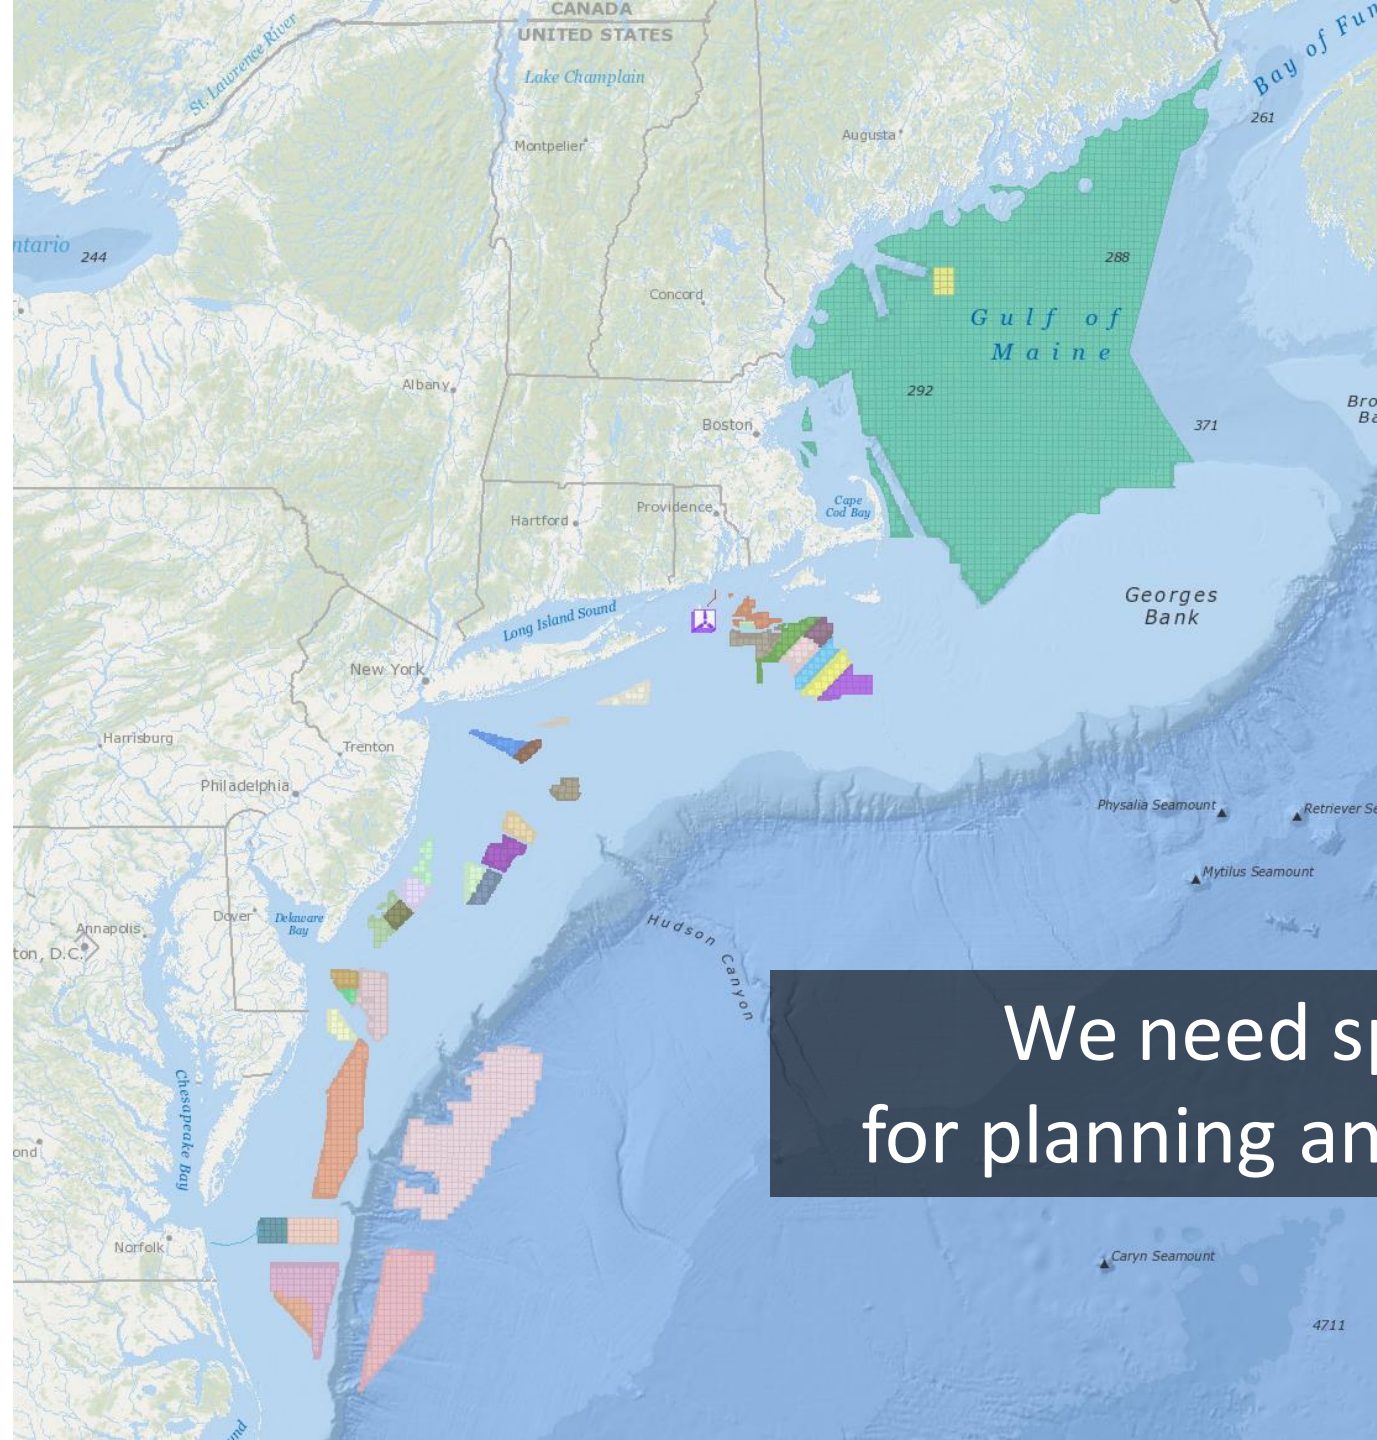 CANADA
UNITED STATES
St. Lawrence River
Lake Champlain
Bay of Fun
261
Montpelier
Augusta
ntario
244
288
Concord
Gulf of
Maine
292
Albany
Boston
371
Bro
Ba
Cape
Cod Bay
Hartford
Providence
Georges
Bank
Long Island Sound
New York
Harrisburg
Trenton
Philadelphia
Physalia Seamount
Retriever Se
Mytilus Seamount
Dover
Delaware
Bay
Annapolis
ton, D.C.
Hudson
Canyon
We need sp
for planning an
Chesapeake Bay
ond
Norfolk
Caryn Seamount
4711
nd